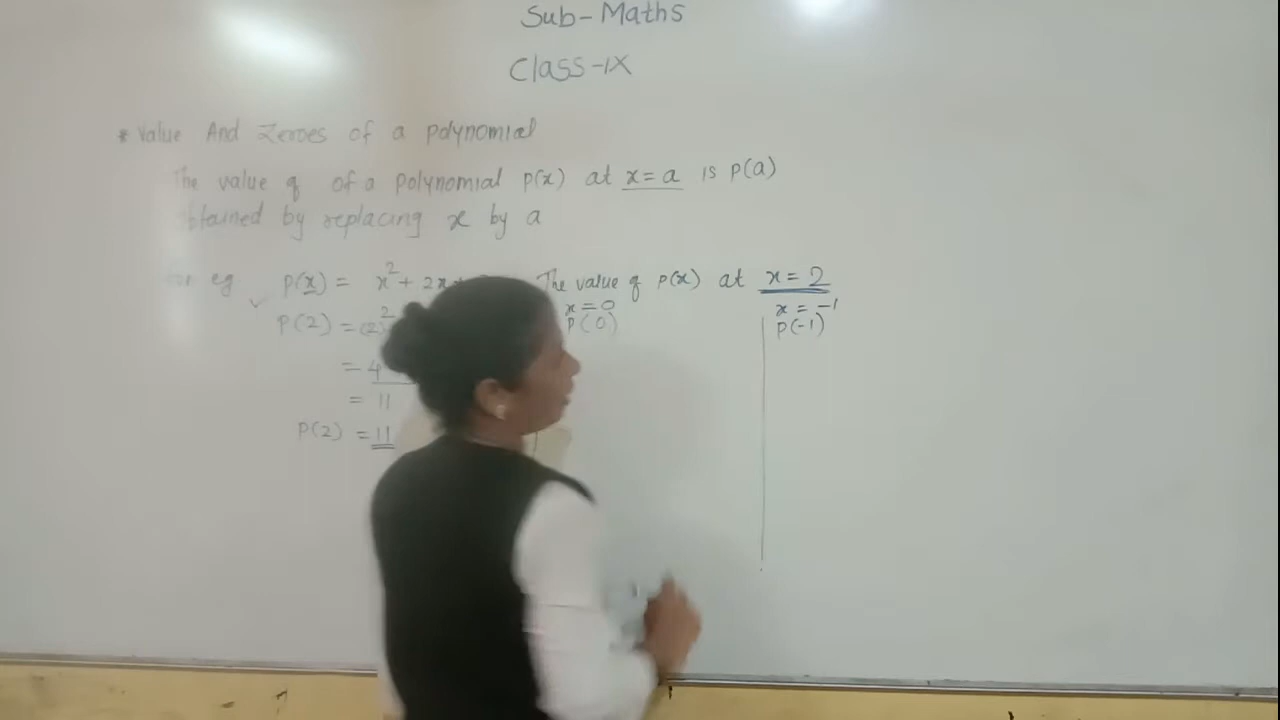 Sub-Maths
Class-IX
* Value And Zeroes of a polynomial
The value of of a polynomial p(x) at x=a is p(a)
obtained by replacing x by a
eg p(x) = x² + 2x+ The value of p(x) at x=2
x=0 x=-1
p(2) = (2)² p(0) p(-1)
= 4
= 11
p(2) = 11